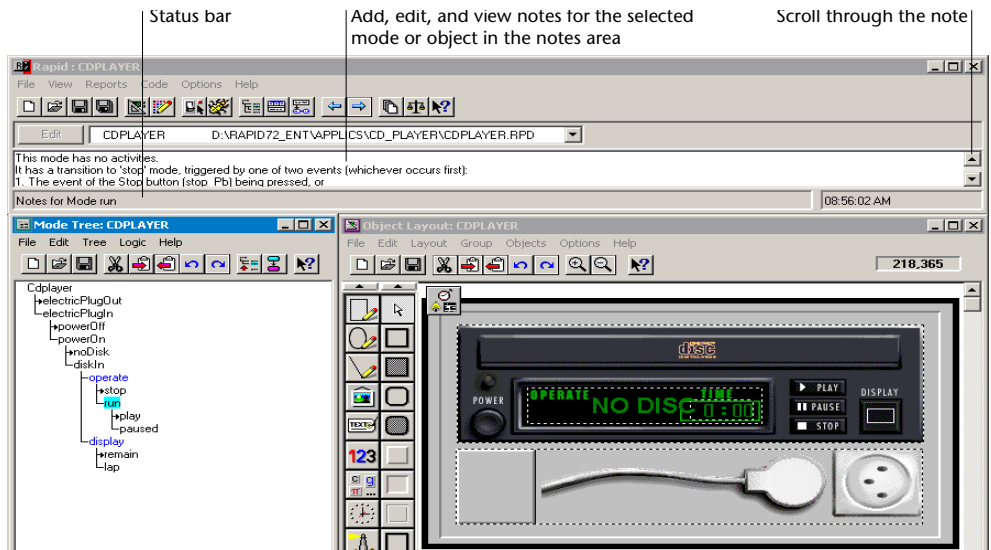 Status bar
Add, edit, and view notes for the selected
mode or object in the notes area
Scroll through the note
Rapid : CDPLAYER
File View Reports Code Options Help
Edit CDPLAYER D:\RAPID72_ENT\APPLICS\CD_PLAYER\CDPLAYER.RPD
This mode has no activities.
It has a transition to 'stop' mode, triggered by one of two events (whichever occurs first):
1. The event of the Stop button (stop_Pb) being pressed, or
Notes for Mode run 08:56:02 AM
Mode Tree: CDPLAYER
File Edit Tree Logic Help
Cdplayer
electricPlugOut
electricPlugIn
powerOff
powerOn
noDisk
diskIn
operate
stop
run
play
paused
display
remain
lap
Object Layout: CDPLAYER
File Edit Layout Group Objects Options Help
218,365
TEXT
123
disc
POWER
OPERATE TIME
NO DISC 0:00
PLAY
PAUSE
STOP
DISPLAY